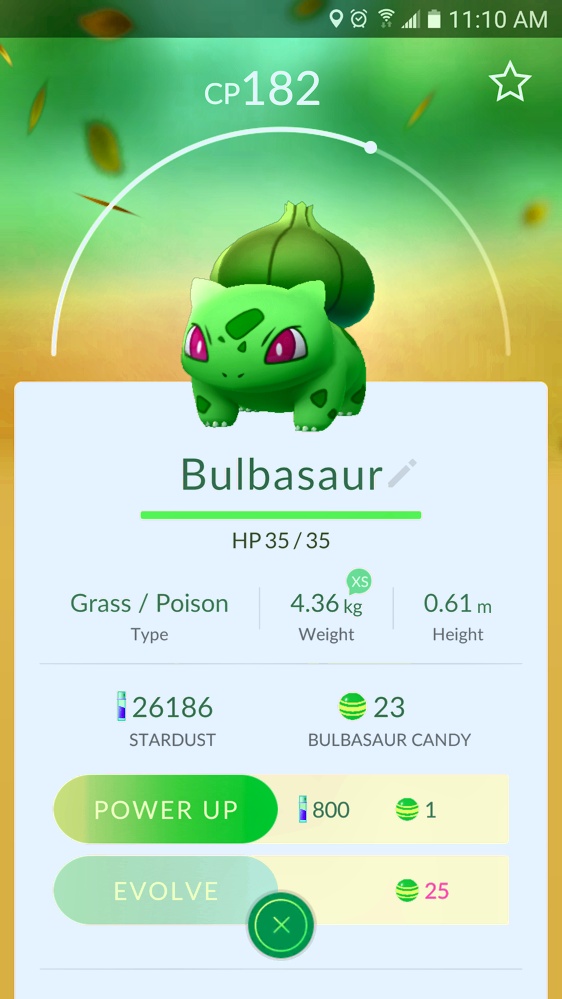 11:10 AM
CP182
Bulbasaur
HP 35 / 35
XS
Grass / Poison 4.36 kg 0.61 m
Type Weight Height
26186 23
STARDUST BULBASAUR CANDY
POWER UP 800 1
EVOLVE 25